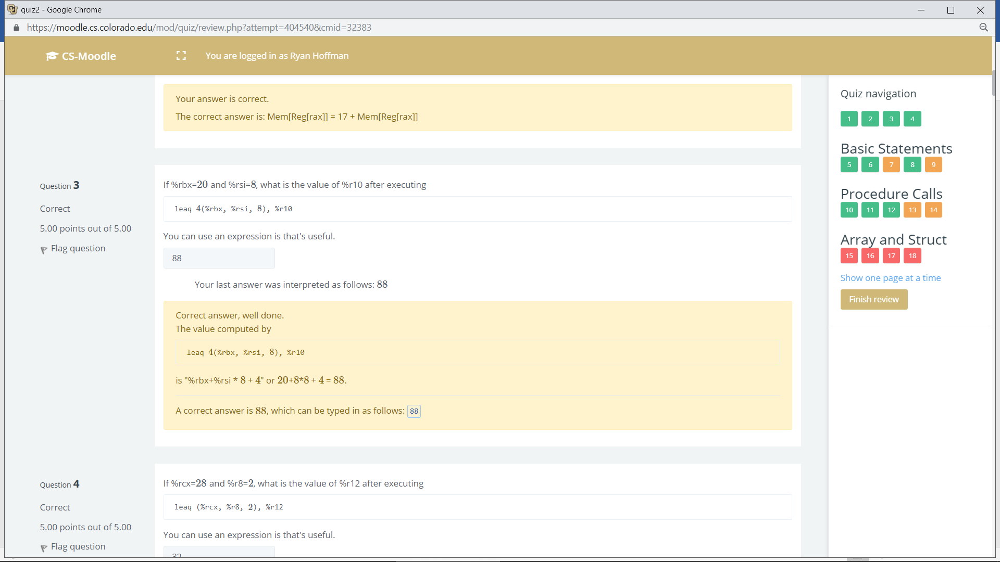 quiz2 - Google Chrome
https://moodle.cs.colorado.edu/mod/quiz/review.php?attempt=404540&cmid=32383
CS-Moodle
You are logged in as Ryan Hoffman
Your answer is correct.
The correct answer is: Mem[Reg[rax]] = 17 + Mem[Reg[rax]]
Question 3
Correct
5.00 points out of 5.00
Flag question
If %rbx=20 and %rsi=8, what is the value of %r10 after executing
leaq 4(%rbx, %rsi, 8), %r10
You can use an expression is that's useful.
88
Your last answer was interpreted as follows: 88
Correct answer, well done.
The value computed by
leaq 4(%rbx, %rsi, 8), %r10
is "%rbx+%rsi * 8 + 4" or 20+8*8 + 4 = 88.
A correct answer is 88, which can be typed in as follows: 88
Question 4
Correct
5.00 points out of 5.00
Flag question
If %rcx=28 and %r8=2, what is the value of %r12 after executing
leaq (%rcx, %r8, 2), %r12
You can use an expression is that's useful.
32
Quiz navigation
1 2 3 4
Basic Statements
5 6 7 8 9
Procedure Calls
10 11 12 13 14
Array and Struct
15 16 17 18
Show one page at a time
Finish review